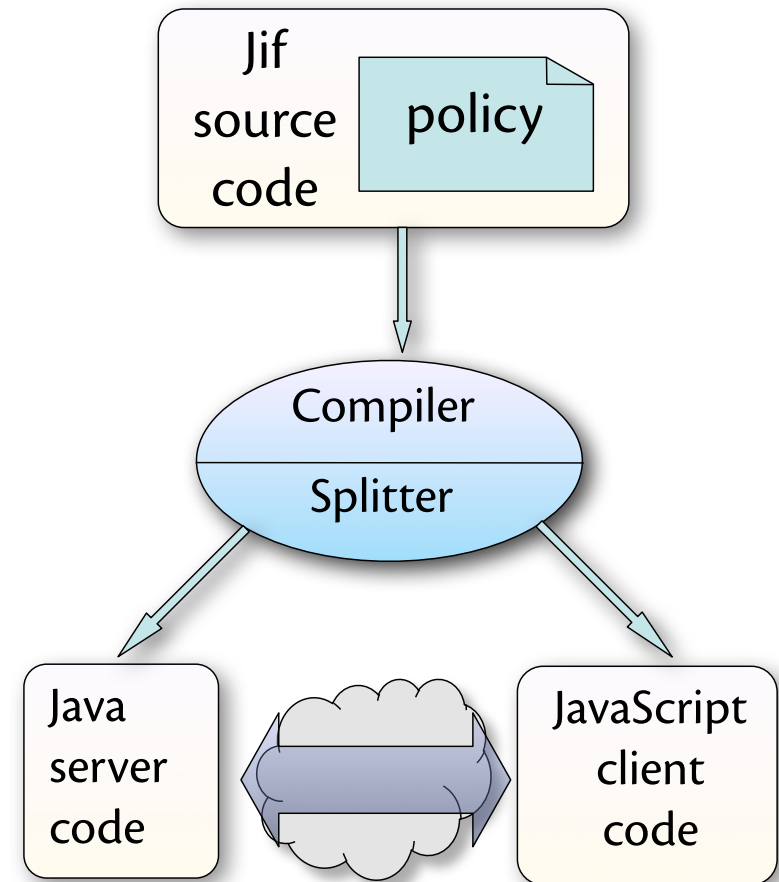 Jif
source
code
policy
Compiler
Splitter
Java
server
code
JavaScript
client
code